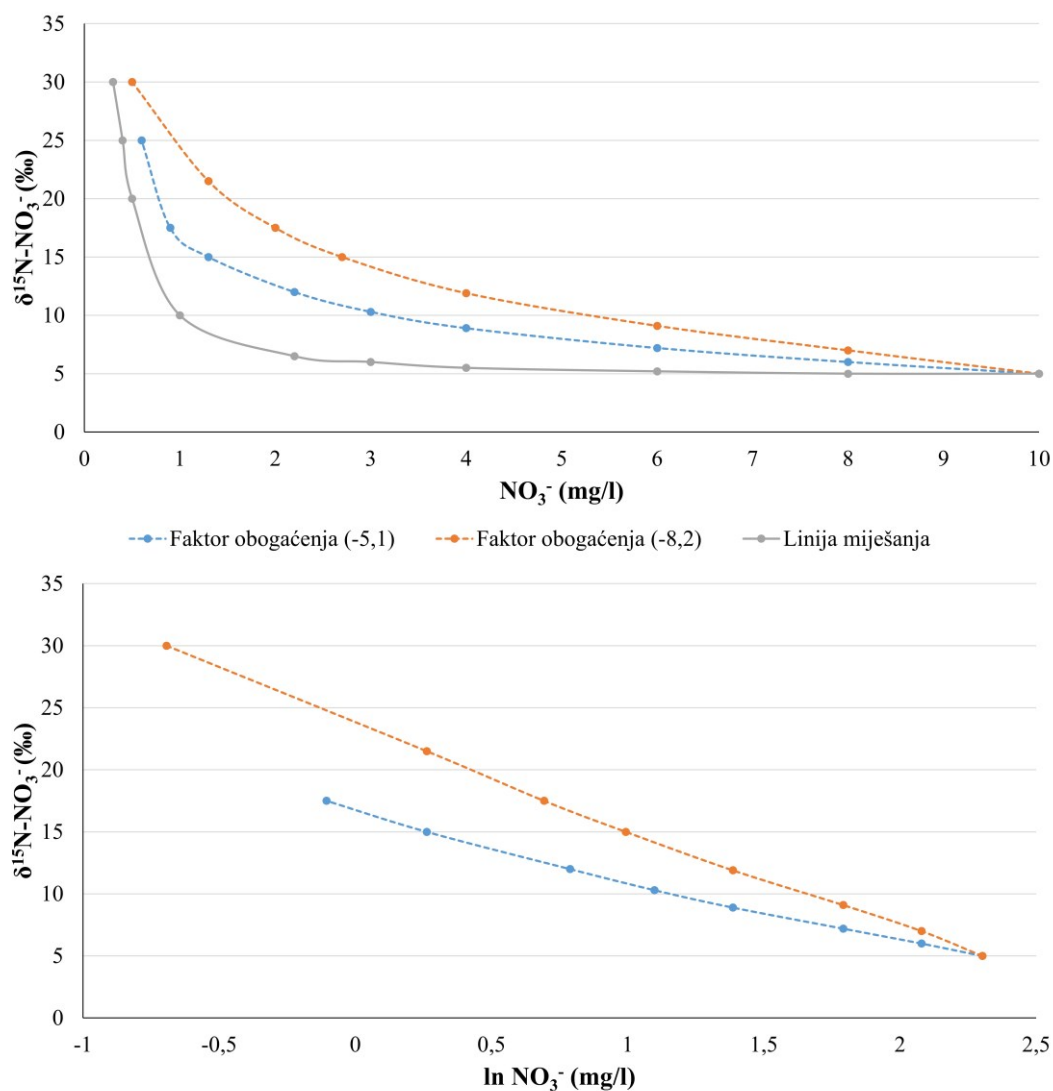 35
30
25
20
15
10
5
0
δ¹⁵N-NO₃⁻ (‰)
0 1 2 3 4 5 6 7 8 9 10
NO₃⁻ (mg/l)
Faktor obogaćenja (-5,1) Faktor obogaćenja (-8,2) Linija miješanja
35
30
25
20
15
10
5
0
δ¹⁵N-NO₃⁻ (‰)
-1 -0,5 0 0,5 1 1,5 2 2,5
ln NO₃⁻ (mg/l)